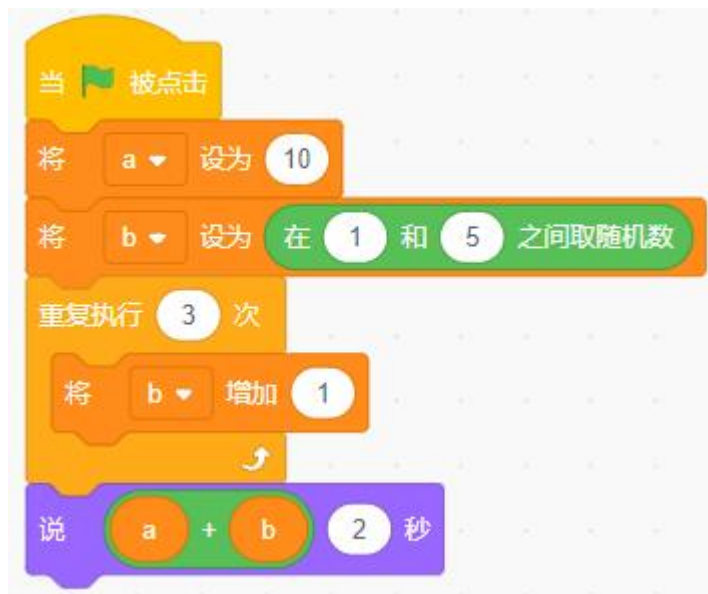 当 被点击
将 a 设为 10
将 b 设为 在 1 和 5 之间取随机数
重复执行 3 次
将 b 增加 1
说 a + b 2 秒